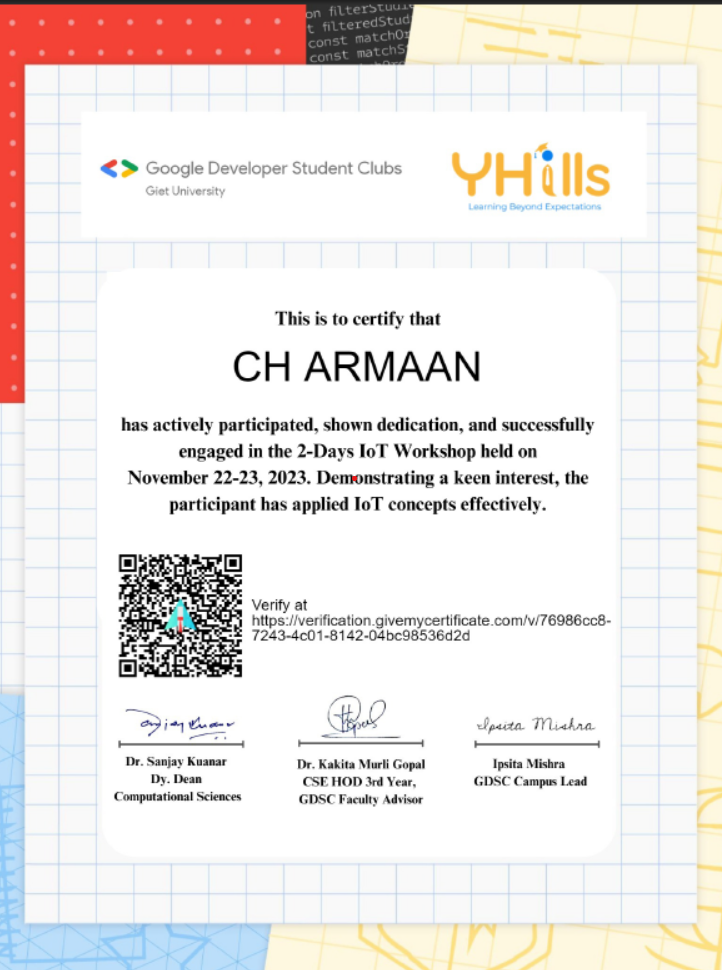 on filterStude
t filteredStud
const matchOr
const matchS
Google Developer Student Clubs
Giet University
YHills
Learning Beyond Expectations
This is to certify that
CH ARMAAN
has actively participated, shown dedication, and successfully
engaged in the 2-Days IoT Workshop held on
November 22-23, 2023. Demonstrating a keen interest, the
participant has applied IoT concepts effectively.
Verify at
https://verification.givemycertificate.com/v/76986cc8-
7243-4c01-8142-04bc98536d2d
Ipsita Mishra
Dr. Sanjay Kuanar
Dy. Dean
Computational Sciences
Dr. Kakita Murli Gopal
CSE HOD 3rd Year,
GDSC Faculty Advisor
Ipsita Mishra
GDSC Campus Lead